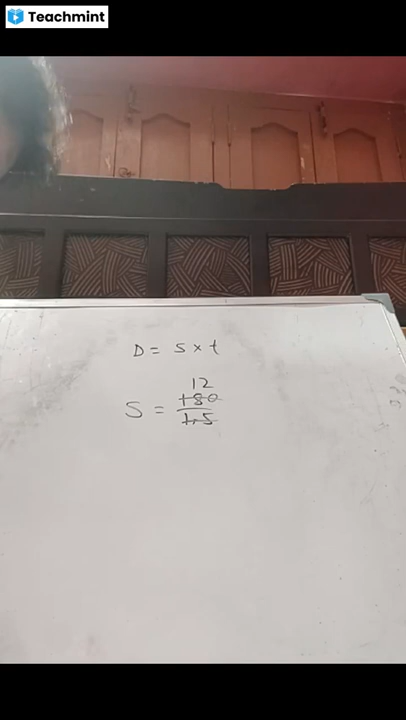 Teachmint
D = S × t
12
S = 180
1.5